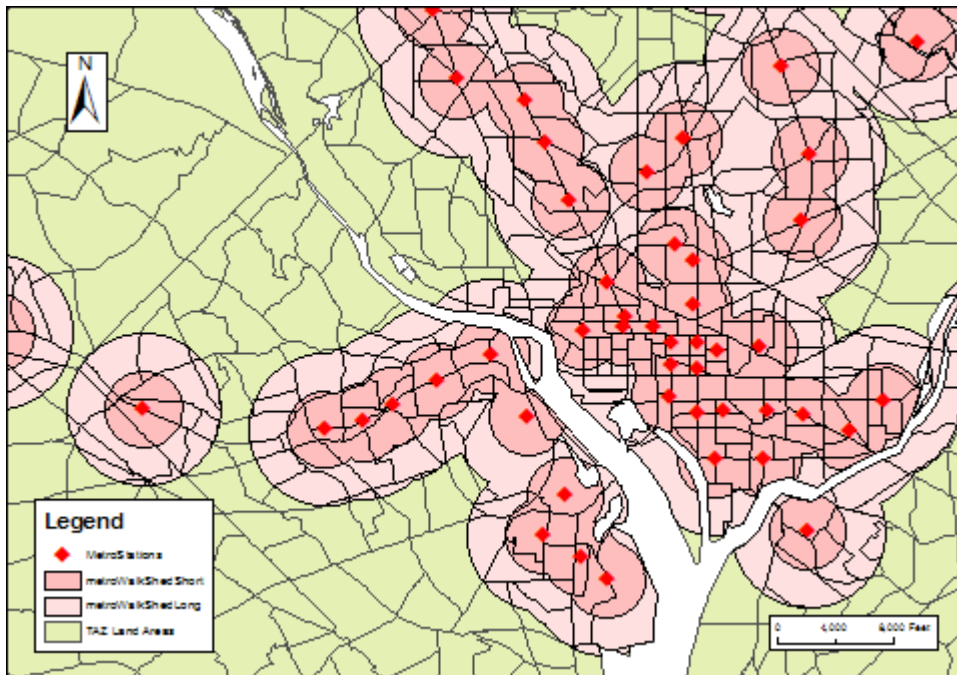 N
Legend
MetroStations
metroWalkShedShort
metroWalkShedLong
TAZ Land Areas
0 4,000 8,000 Feet